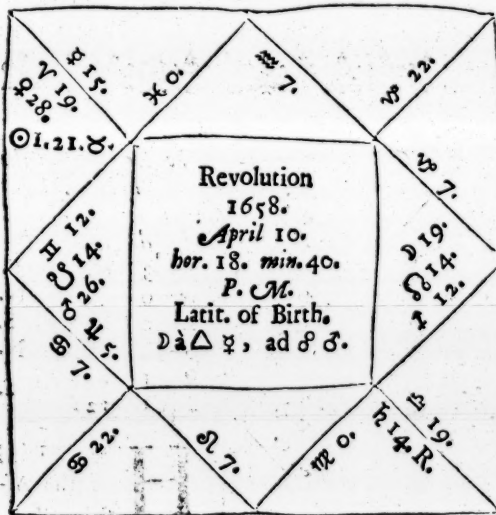 ☿ 15.
♈ 19.
♀ 28.
☉ 1. 21. ♉.
♓ 0.
♒ 7.
♑ 22.
♑ 7.
♊ 12.
☋ 14.
♂ 26.
♃ 5.
♋ 7.
Revolution
1658.
April 10.
hor. 18. min. 40.
P. M.
Latit. of Birth.
☽ à △ ☿, ad ☍ ♂.
☽ 19.
☊ 14.
♐ 12.
♋ 22.
♌ 7.
♍ 0.
♎ 19.
♄ 14. R.